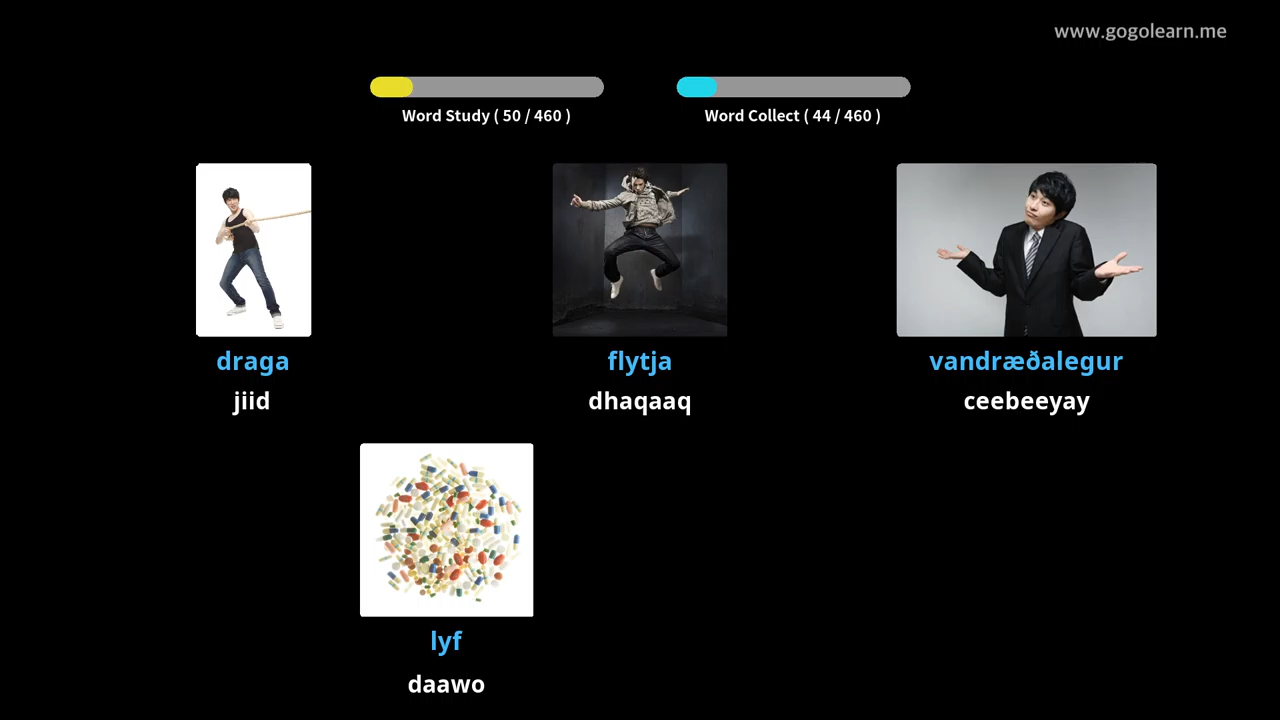 www.gogolearn.me
Word Study ( 50 / 460 )
Word Collect ( 44 / 460 )
draga
flytja
vandræðalegur
jiid
dhaqaaq
ceebeeyay
lyf
daawo